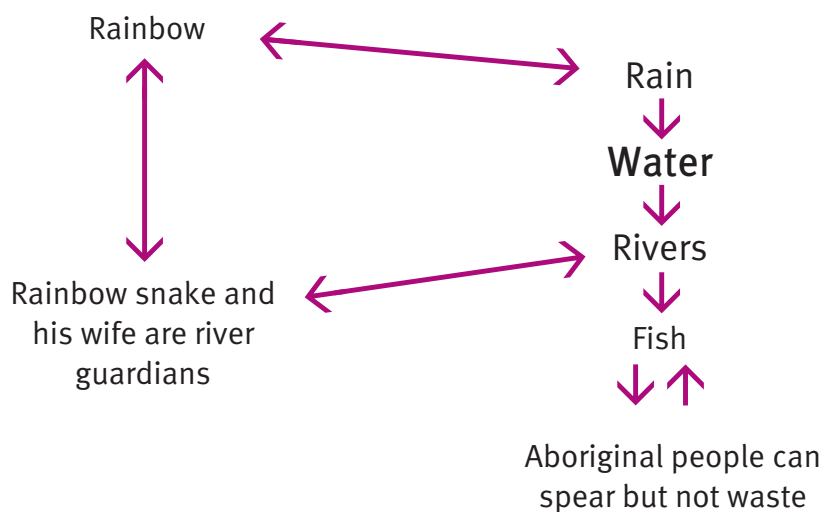 Rainbow
Rain
Water
Rivers
Rainbow snake and
his wife are river
guardians
Fish
Aboriginal people can
spear but not waste